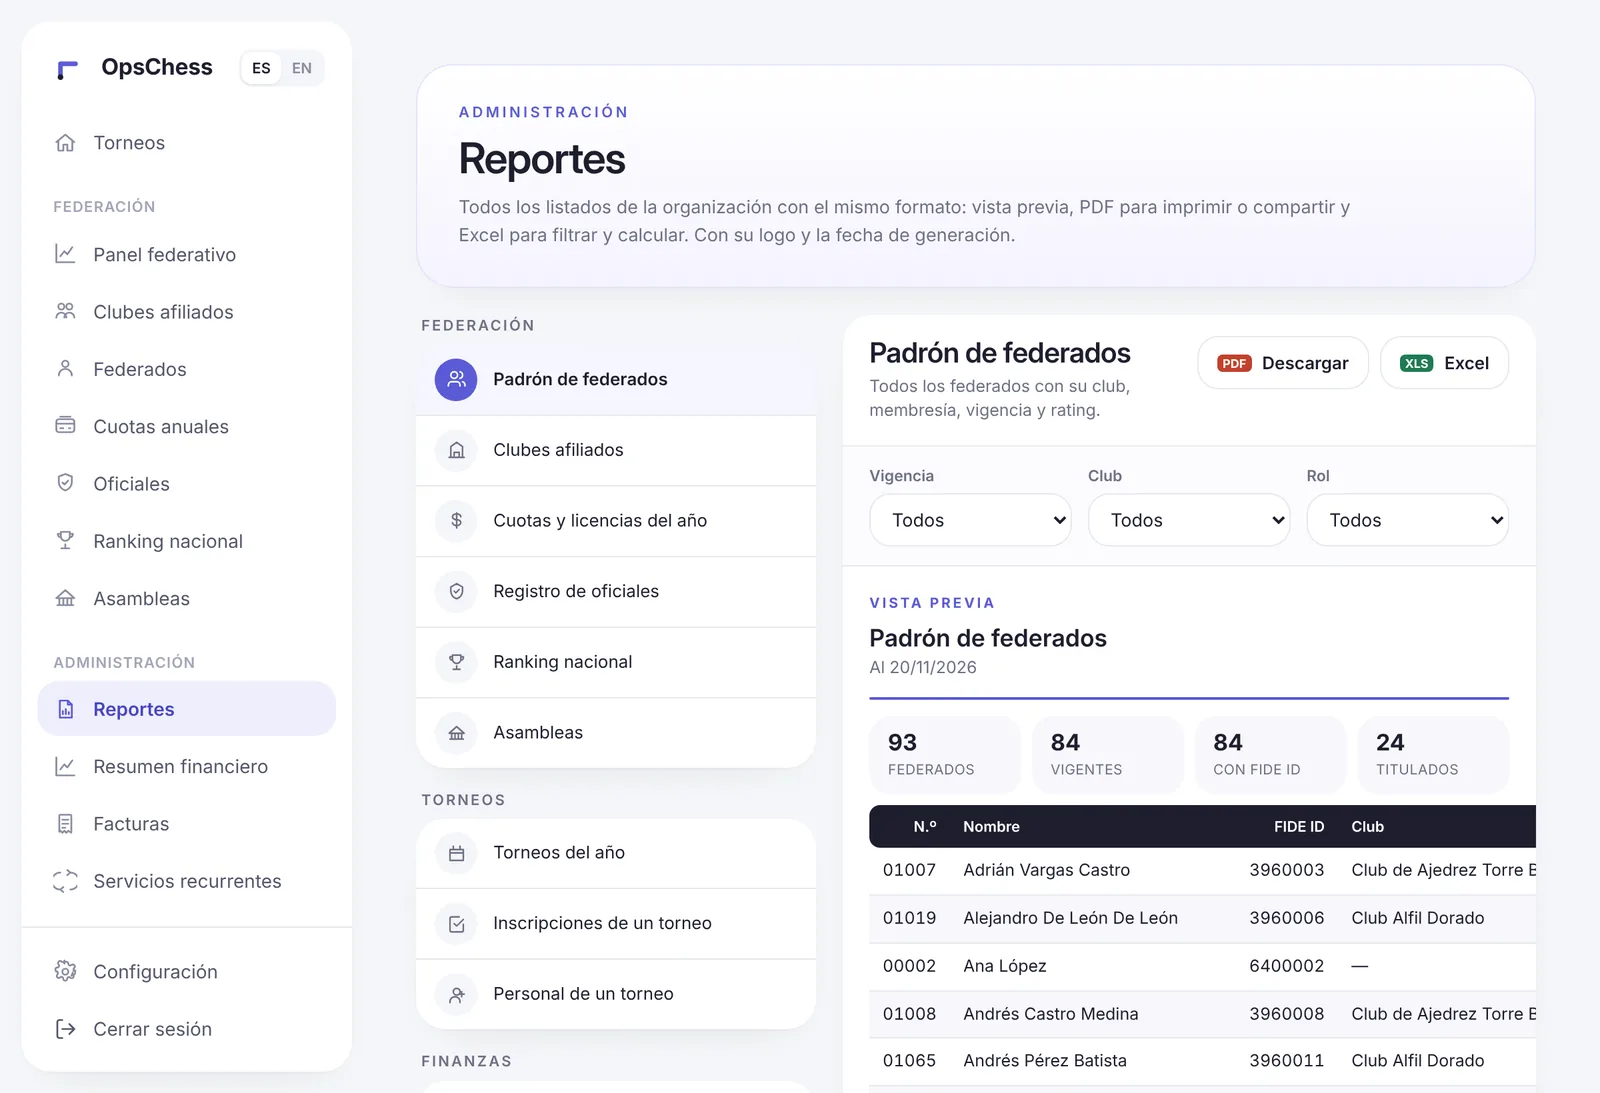 OpsChess
ES EN
Torneos
FEDERACIÓN
Panel federativo
Clubes afiliados
Federados
Cuotas anuales
Oficiales
Ranking nacional
Asambleas
ADMINISTRACIÓN
Reportes
Resumen financiero
Facturas
Servicios recurrentes
Configuración
Cerrar sesión
ADMINISTRACIÓN
Reportes
Todos los listados de la organización con el mismo formato: vista previa, PDF para imprimir o compartir y
Excel para filtrar y calcular. Con su logo y la fecha de generación.
FEDERACIÓN
Padrón de federados
Clubes afiliados
Cuotas y licencias del año
Registro de oficiales
Ranking nacional
Asambleas
TORNEOS
Torneos del año
Inscripciones de un torneo
Personal de un torneo
FINANZAS
Padrón de federados
Todos los federados con su club,
membresía, vigencia y rating.
PDF Descargar
XLS Excel
Vigencia Club Rol
Todos Todos Todos
VISTA PREVIA
Padrón de federados
Al 20/11/2026
93 84 84 24
FEDERADOS VIGENTES CON FIDE ID TITULADOS
N.º Nombre FIDE ID Club
01007 Adrián Vargas Castro 3960003 Club de Ajedrez Torre B
01019 Alejandro De León De León 3960006 Club Alfil Dorado
00002 Ana López 6400002 —
01008 Andrés Castro Medina 3960008 Club de Ajedrez Torre B
01065 Andrés Pérez Batista 3960011 Club Alfil Dorado